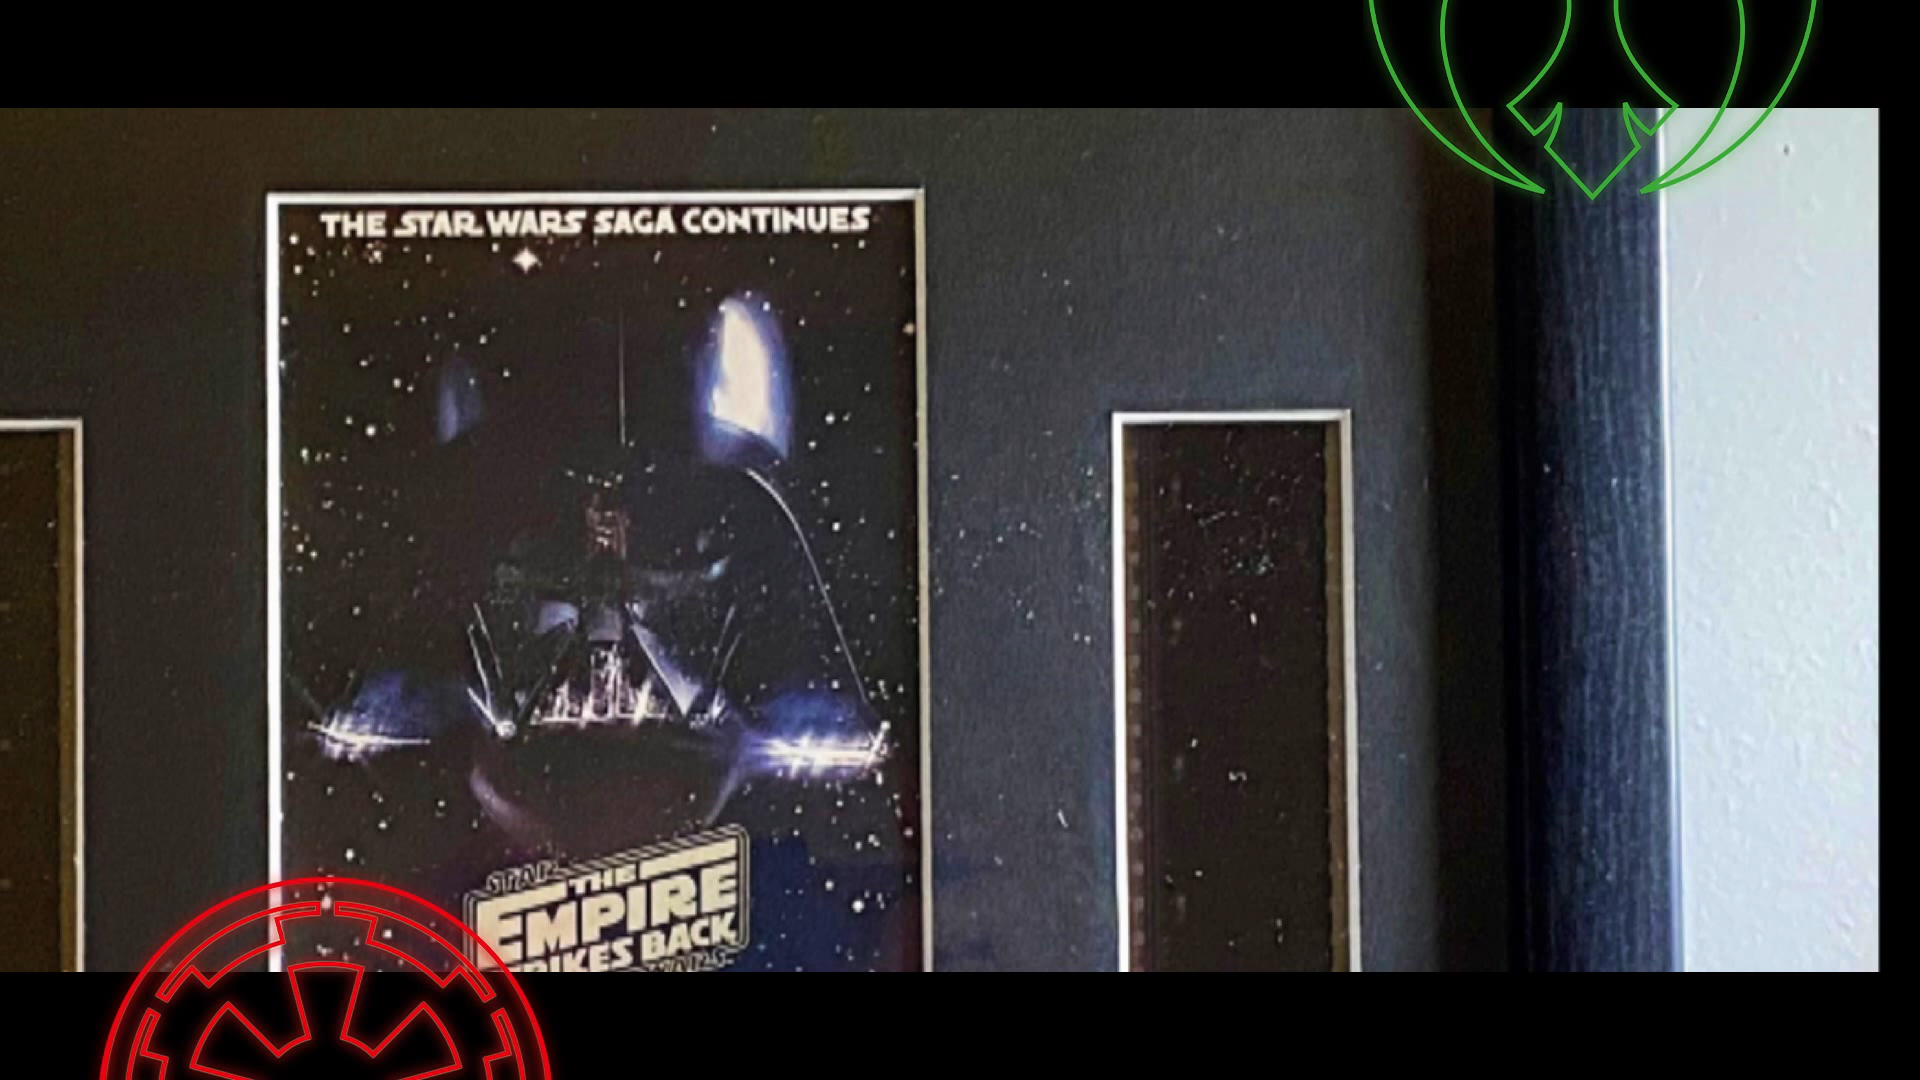 THE STAR WARS SAGA CONTINUES
STAR
THE
EMPIRE
STRIKES BACK
WARS